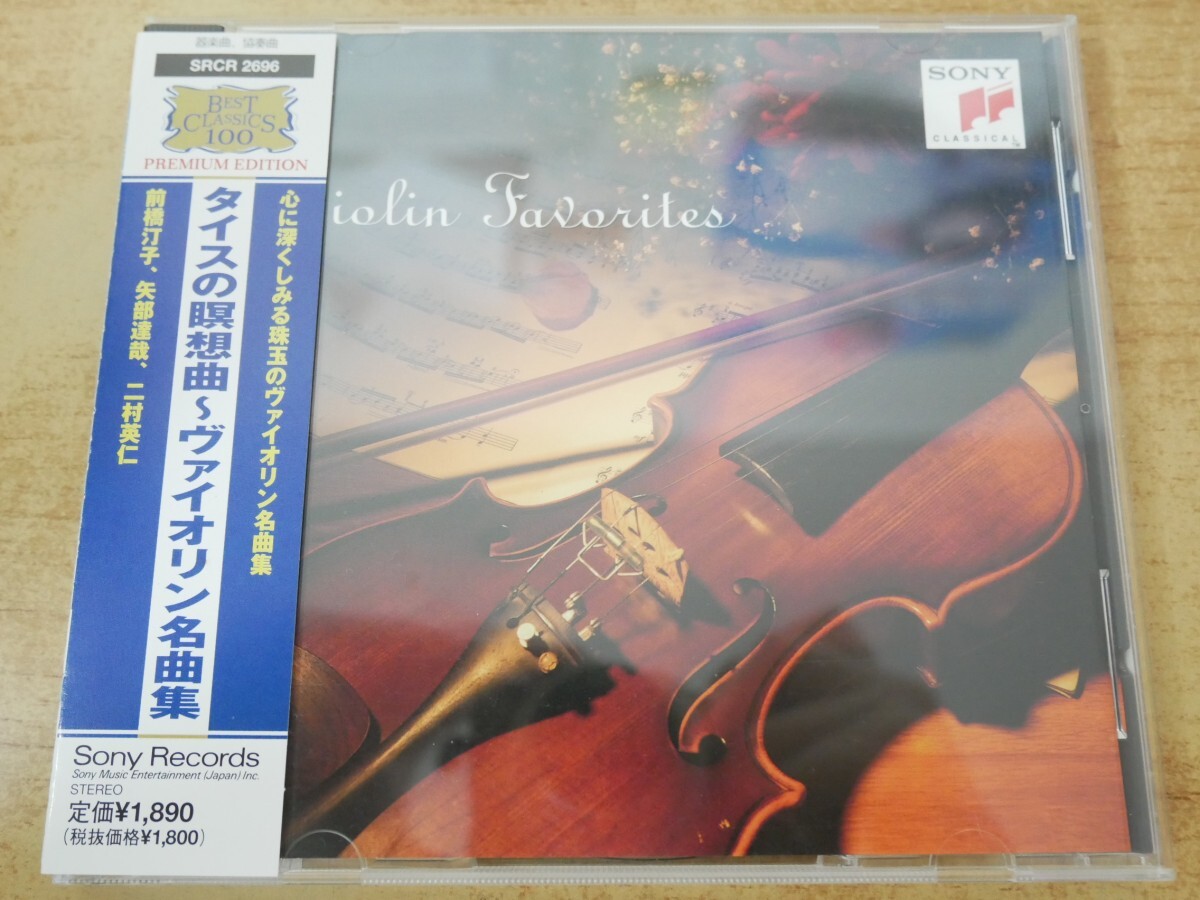 器楽曲、協奏曲
SRCR 2696
BEST
CLASSICS
100
PREMIUM EDITION
心に深くしみる珠玉のヴァイオリン名曲集
タイスの瞑想曲～ヴァイオリン名曲集
前橋汀子、矢部達哉、二村英仁
Sony Records
Sony Music Entertainment (Japan) Inc.
STEREO
定価¥1,890
(税抜価格¥1,800)
iolin Favorites
SONY
CLASSICAL